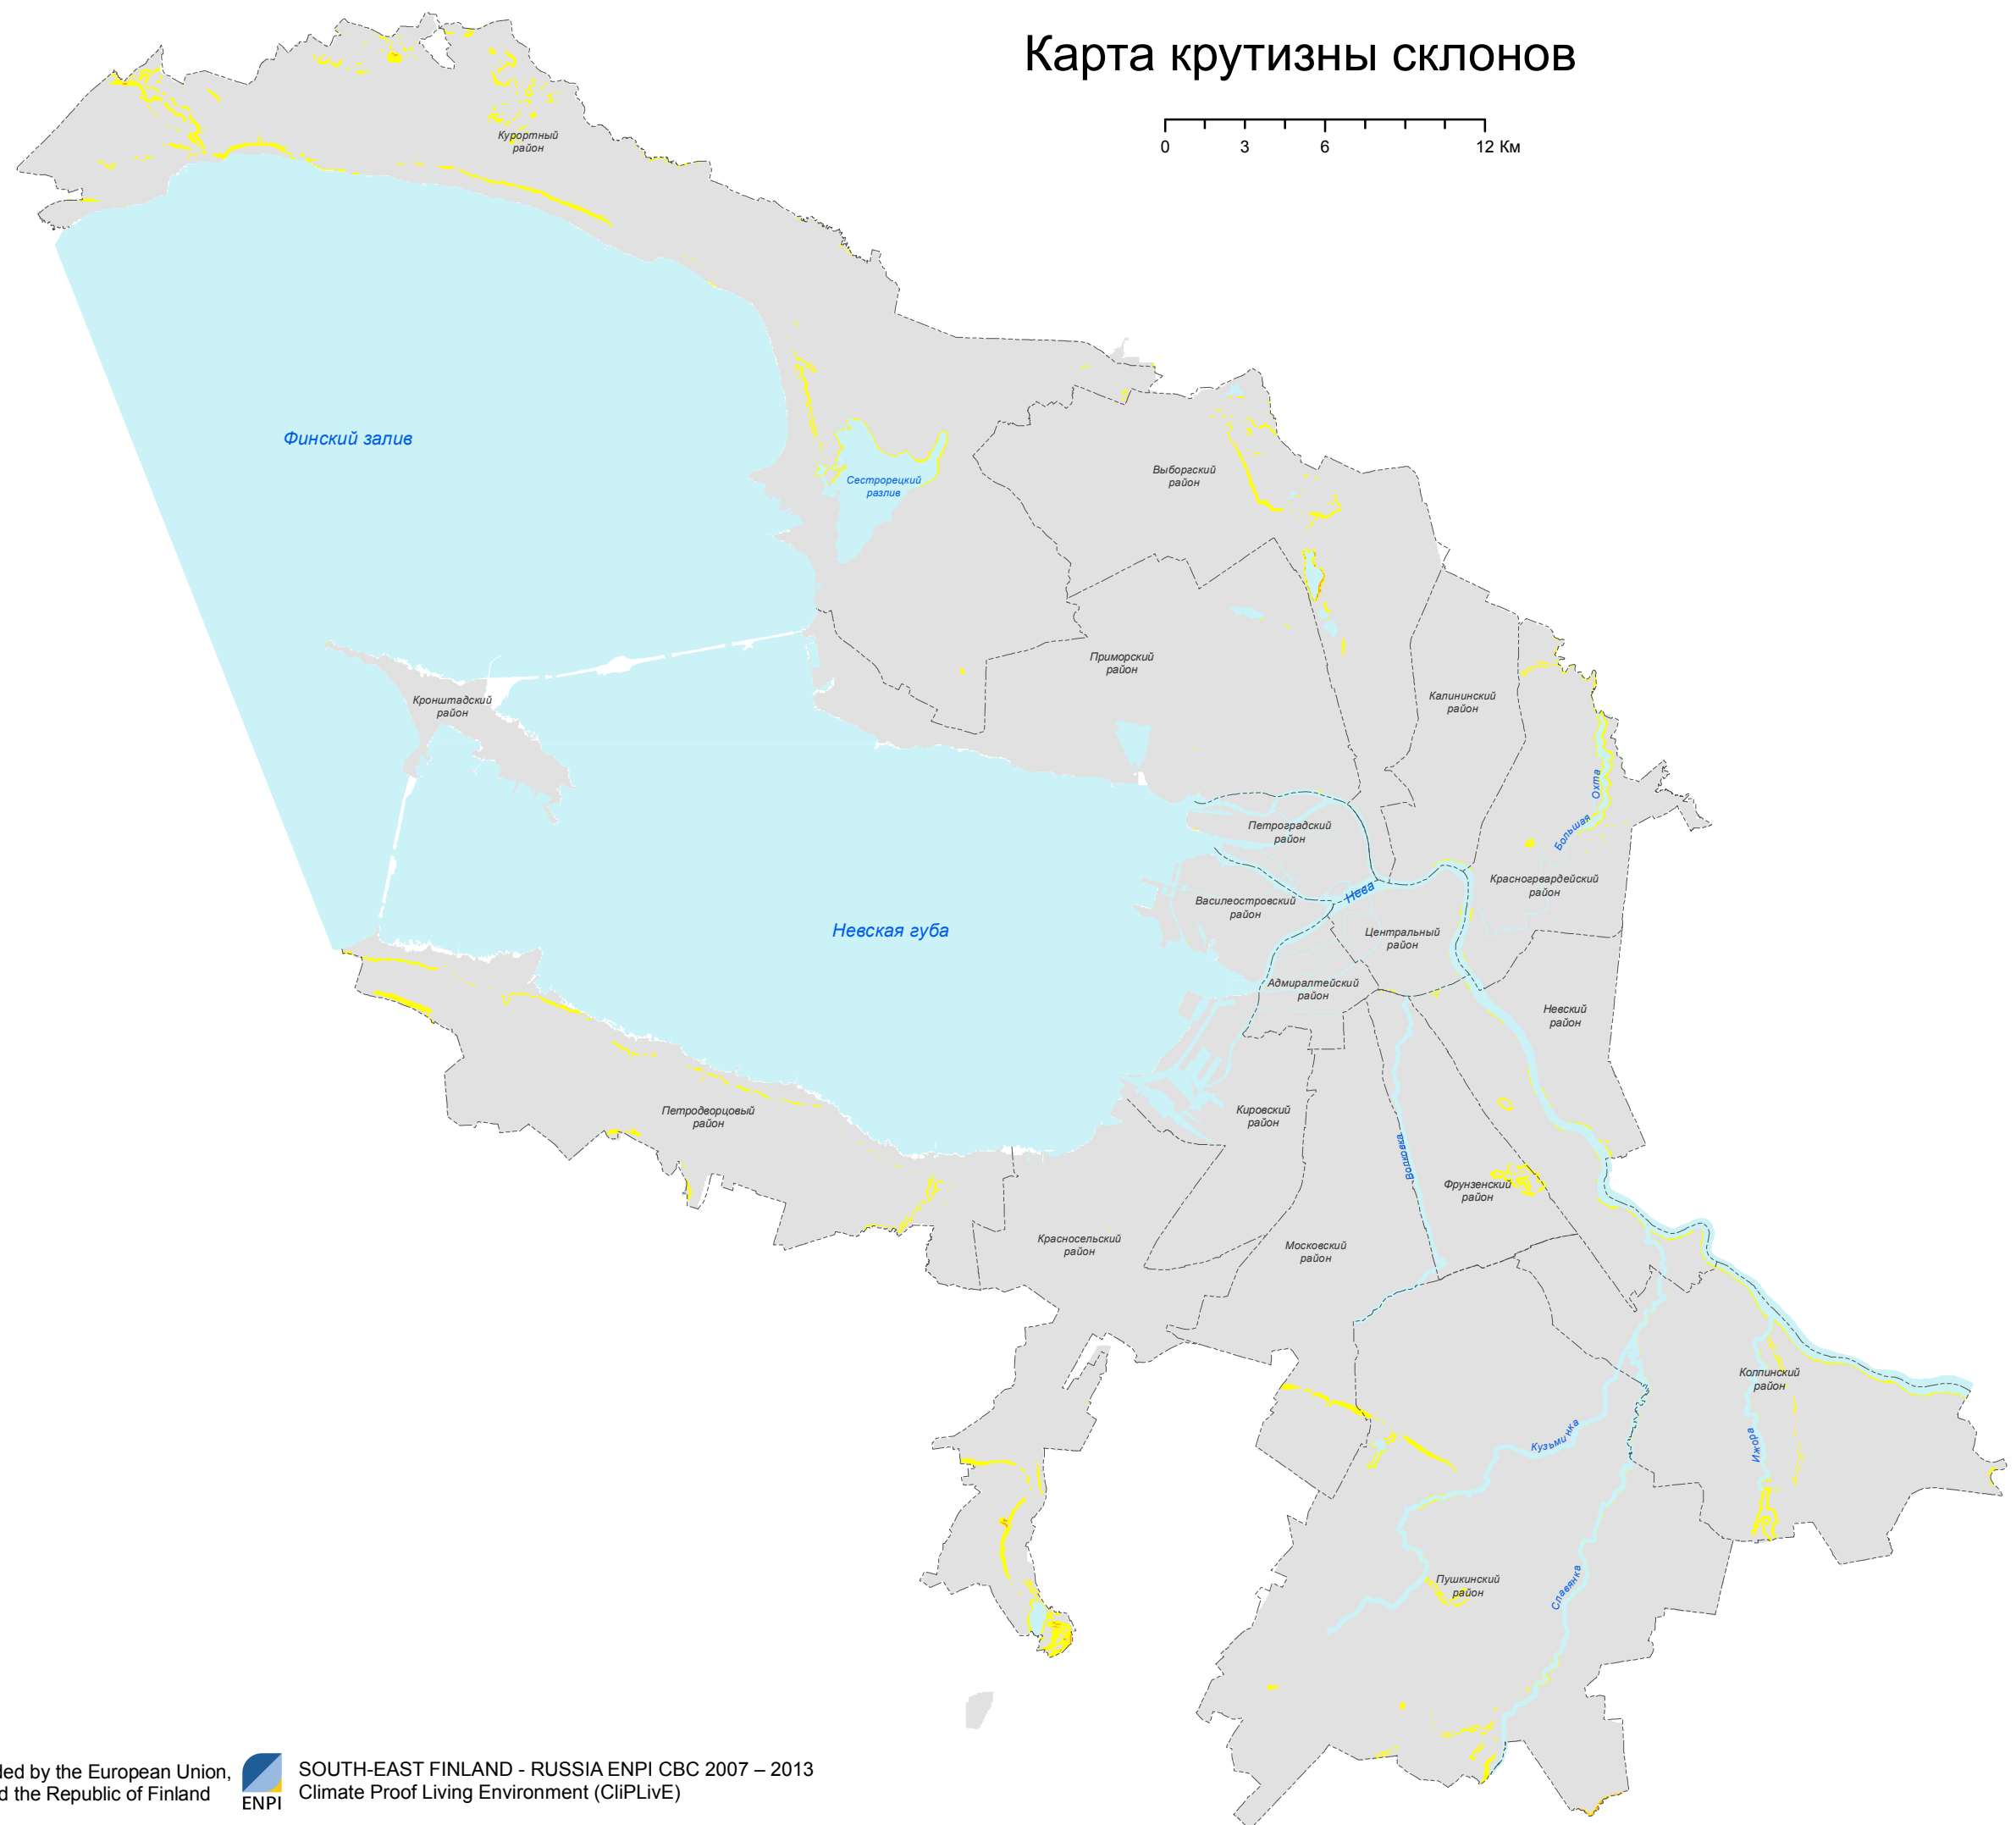 Карта крутизны склонов
0 3 6 12 Км
Курортный
район
Финский залив
Сестрорецкий
разлив
Выборгский
район
Приморский
район
Кронштадский
район
Калининский
район
Большая Охта
Петроградский
район
Красногрвардейский
район
Василеостровский
район
Нева
Невская губа
Центральный
район
Адмиралтейский
район
Невский
район
Петродворцовый
район
Кировский
район
Волковка
Фрунзенский
район
Красносельский
район
Московский
район
Колпинский
район
Кузьминка
Ижора
Пушкинский
район
Славянка
ded by the European Union,
d the Republic of Finland
ENPI
SOUTH-EAST FINLAND - RUSSIA ENPI CBC 2007 – 2013
Climate Proof Living Environment (CliPLivE)